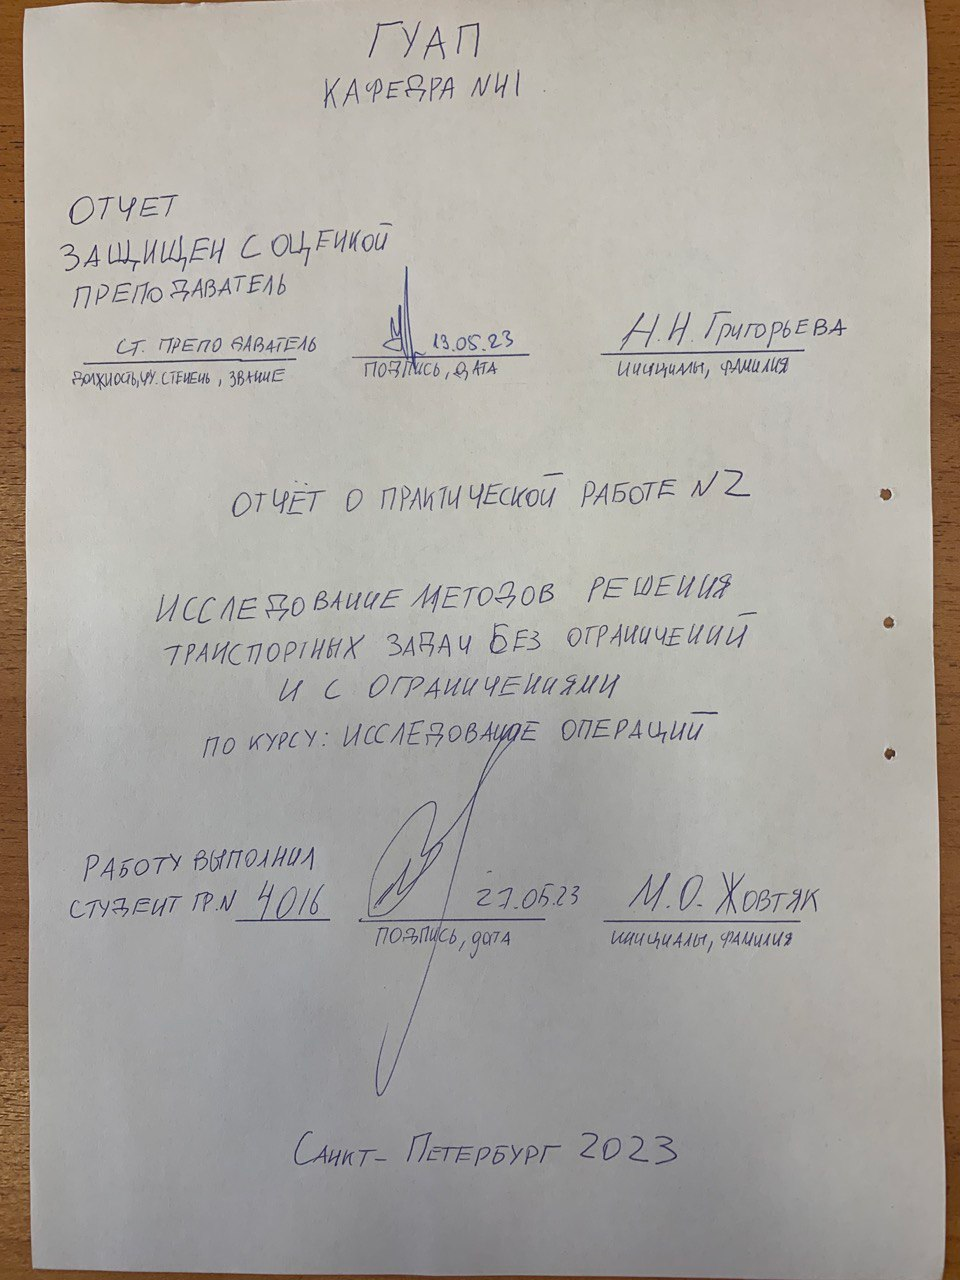 ГУАП
КАФЕДРА №41
ОТЧЕТ
ЗАЩИЩЕН С ОЦЕНКОЙ
ПРЕПОДАВАТЕЛЬ
СТ. ПРЕПОДАВАТЕЛЬ 19.05.23 Н.Н. ГРИГОРЬЕВА
ДОЛЖНОСТЬ, УЧ. СТЕПЕНЬ, ЗВАНИЕ ПОДПИСЬ, ДАТА ИНИЦИАЛЫ, ФАМИЛИЯ
ОТЧЁТ О ПРАКТИЧЕСКОЙ РАБОТЕ №2
ИССЛЕДОВАНИЕ МЕТОДОВ РЕШЕНИЯ
ТРАНСПОРТНЫХ ЗАДАЧ БЕЗ ОГРАНИЧЕНИЙ
И С ОГРАНИЧЕНИЯМИ
ПО КУРСУ: ИССЛЕДОВАНИЕ ОПЕРАЦИЙ
РАБОТУ ВЫПОЛНИЛ
СТУДЕНТ ГР.№ 4016 27.05.23 М.О. ЖОВТЯК
ПОДПИСЬ, ДАТА ИНИЦИАЛЫ, ФАМИЛИЯ
САНКТ-ПЕТЕРБУРГ 2023